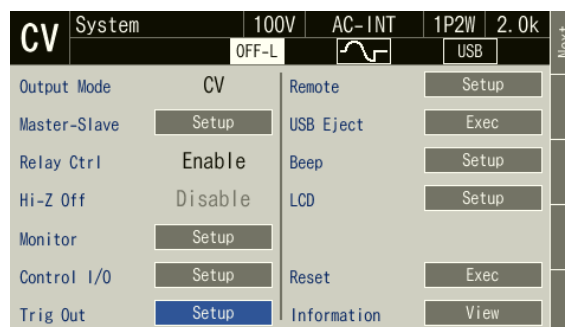 CV System 100V AC-INT 1P2W 2.0k
OFF-L USB
Next
Output Mode CV
Master-Slave Setup
Relay Ctrl Enable
Hi-Z Off Disable
Monitor Setup
Control I/O Setup
Trig Out Setup
Remote Setup
USB Eject Exec
Beep Setup
LCD Setup
Reset Exec
Information View